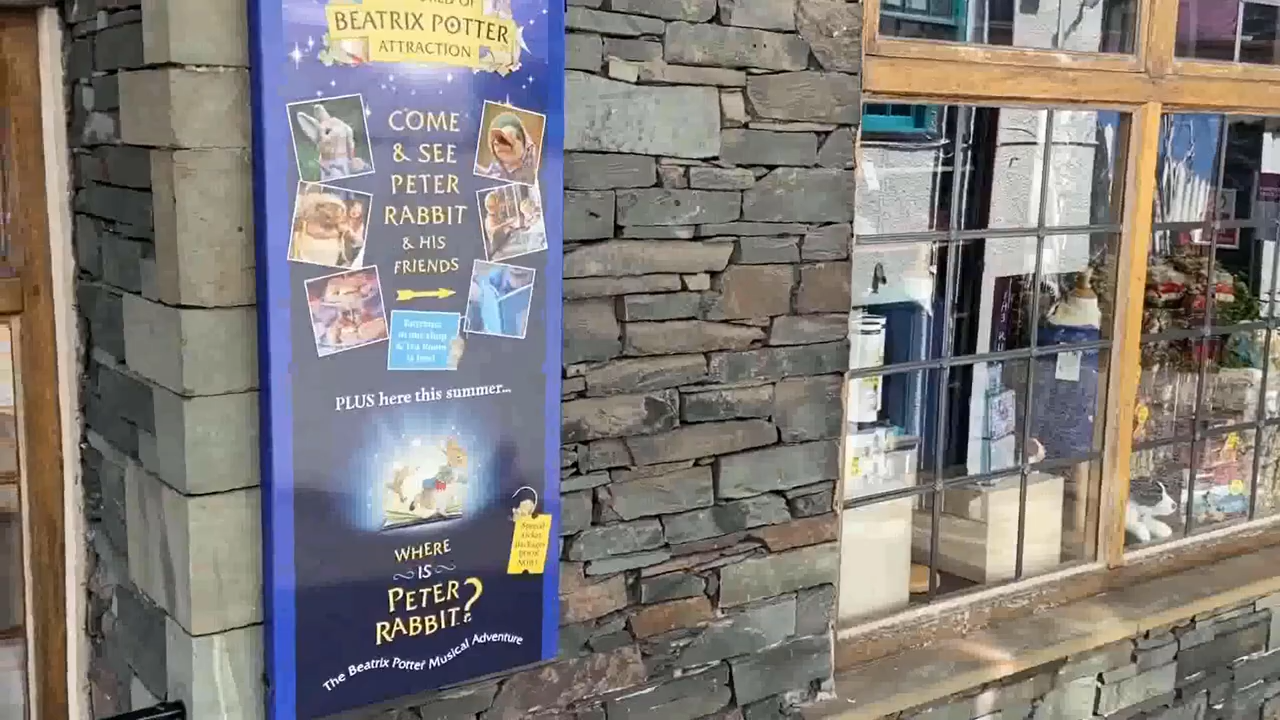 BEATRIX POTTER
ATTRACTION
COME
& SEE
PETER
RABBIT
& HIS
FRIENDS
PLUS here this summer...
WHERE
IS
PETER
RABBIT?
The Beatrix Potter Musical Adventure